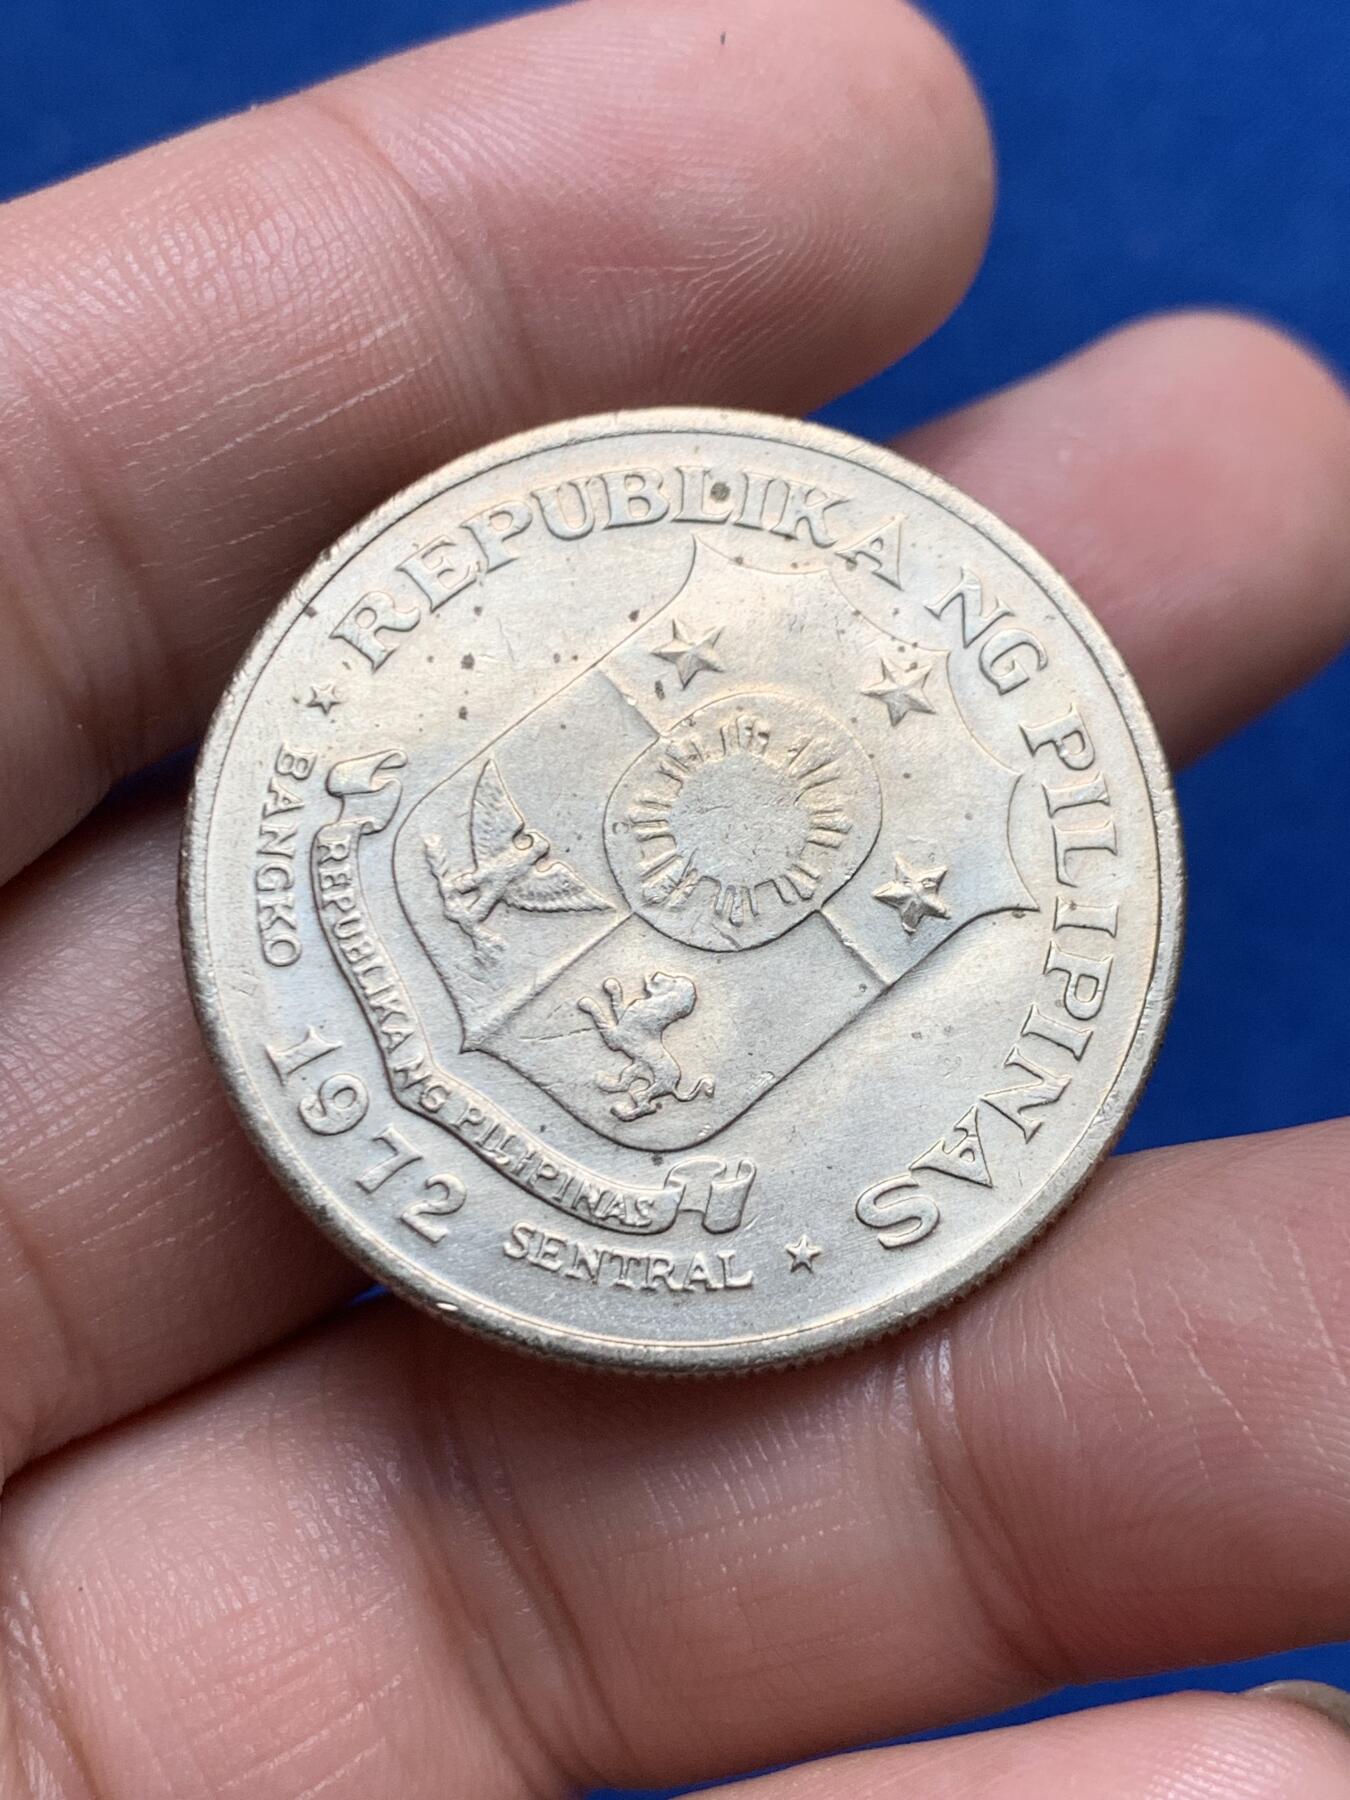 REPUBLIKA NG PILIPINAS
REPUBLIKA NG PILIPINAS
BANGKO 1972 SENTRAL